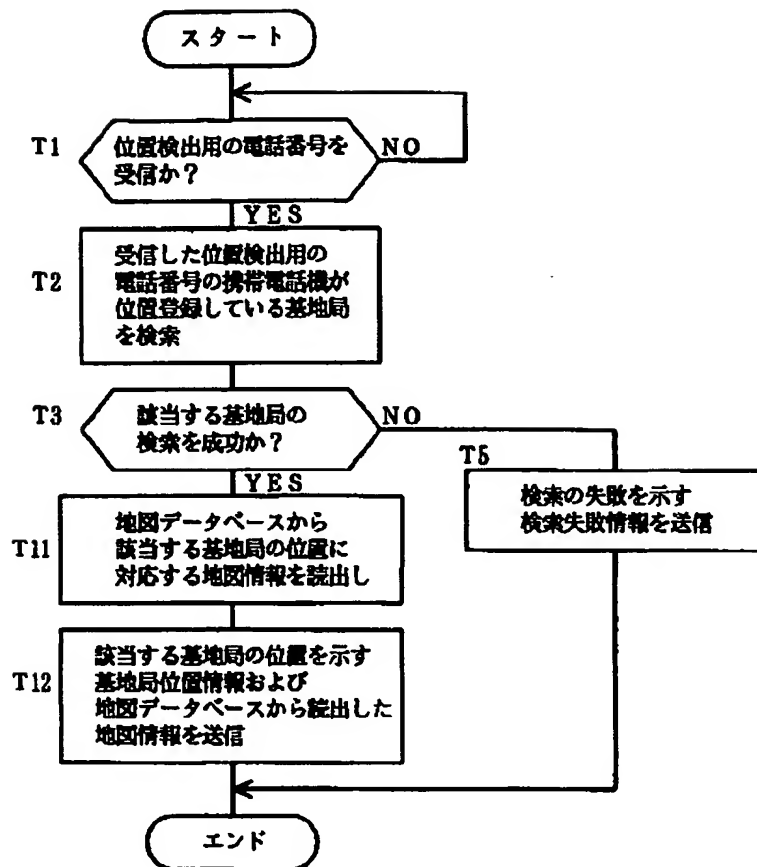 スタート
T1
位置検出用の電話番号を
受信か？
NO
YES
T2
受信した位置検出用の
電話番号の携帯電話機が
位置登録している基地局
を検索
T3
該当する基地局の
検索を成功か？
NO
YES
T5
検索の失敗を示す
検索失敗情報を送信
T11
地図データベースから
該当する基地局の位置に
対応する地図情報を読出し
T12
該当する基地局の位置を示す
基地局位置情報および
地図データベースから読出した
地図情報を送信
エンド